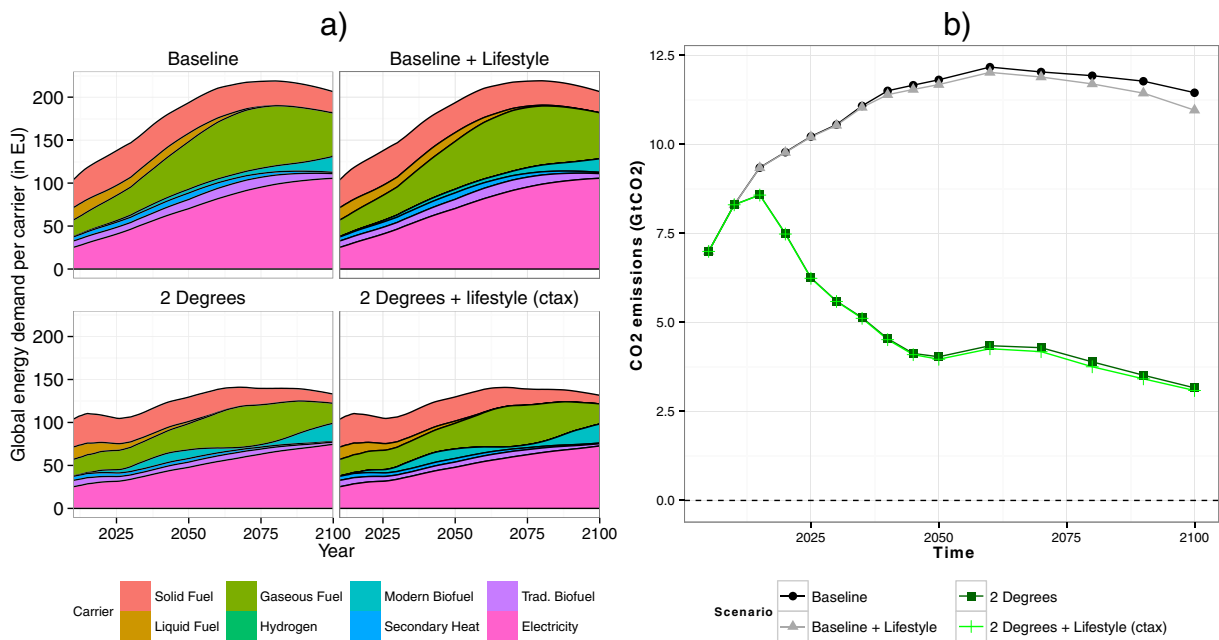 a)
Baseline
Baseline + Lifestyle
Global energy demand per carrier (in EJ)
200
150
100
50
0
2 Degrees
2 Degrees + lifestyle (ctax)
200
150
100
50
0
2025
2050
2075
2100
2025
2050
2075
2100
Year
Carrier
Solid Fuel
Gaseous Fuel
Modern Biofuel
Trad. Biofuel
Liquid Fuel
Hydrogen
Secondary Heat
Electricity
b)
CO2 emissions (GtCO2)
12.5
10.0
7.5
5.0
2.5
0.0
2025
2050
2075
2100
Time
Scenario
Baseline
2 Degrees
Baseline + Lifestyle
2 Degrees + Lifestyle (ctax)